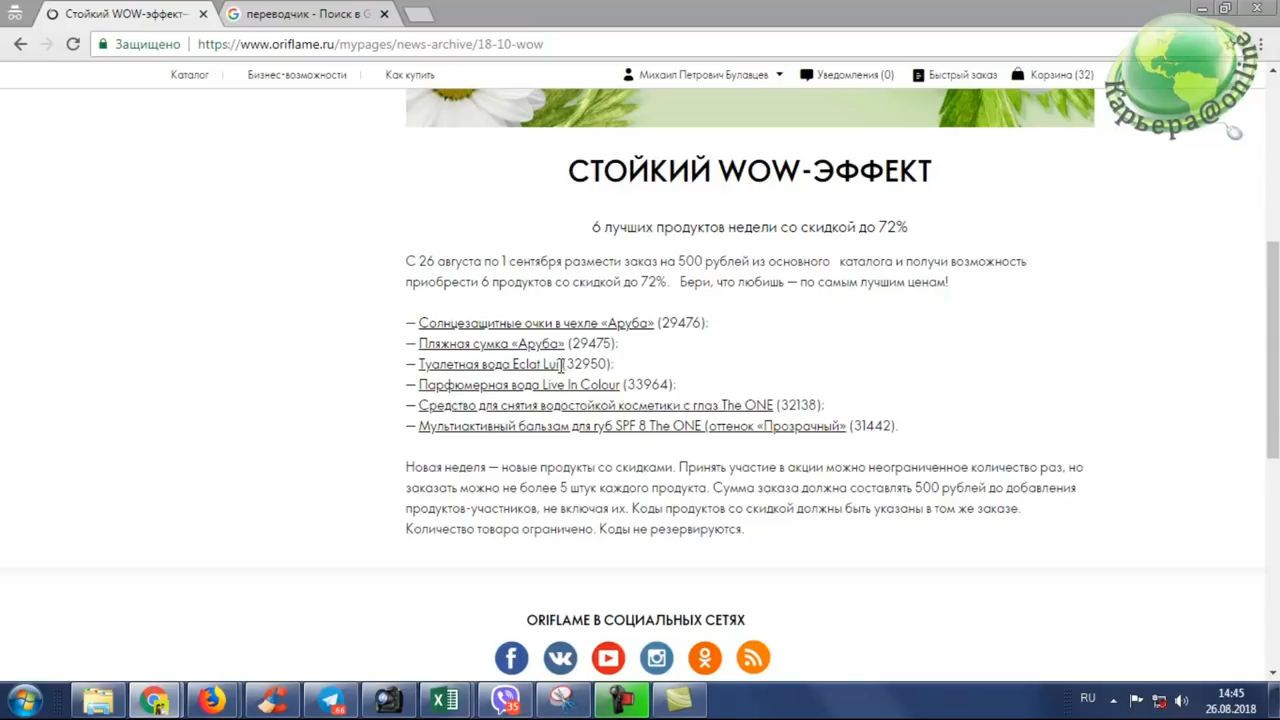 Стойкий WOW-эффект–
переводчик - Поиск в G
Защищено
https://www.oriflame.ru/mypages/news-archive/18-10-wow
Каталог
Бизнес-возможности
Как купить
Михаил Петрович Булавцев
Уведомления (0)
Быстрый заказ
Корзина (32)
Карьера@online
СТОЙКИЙ WOW-ЭФФЕКТ
6 лучших продуктов недели со скидкой до 72%
С 26 августа по 1 сентября размести заказ на 500 рублей из основного каталога и получи возможность
приобрести 6 продуктов со скидкой до 72%. Бери, что любишь — по самым лучшим ценам!
— Солнцезащитные очки в чехле «Аруба» (29476);
— Пляжная сумка «Аруба» (29475);
— Туалетная вода Eclat Lui (32950);
— Парфюмерная вода Live In Colour (33964);
— Средство для снятия водостойкой косметики с глаз The ONE (32138);
— Мультиактивный бальзам для губ SPF 8 The ONE (оттенок «Прозрачный» (31442).
Новая неделя — новые продукты со скидками. Принять участие в акции можно неограниченное количество раз, но
заказать можно не более 5 штук каждого продукта. Сумма заказа должна составлять 500 рублей до добавления
продуктов-участников, не включая их. Коды продуктов со скидкой должны быть указаны в том же заказе.
Количество товара ограничено. Коды не резервируются.
ORIFLAME В СОЦИАЛЬНЫХ СЕТЯХ
66
35
RU
14:45
26.08.2018